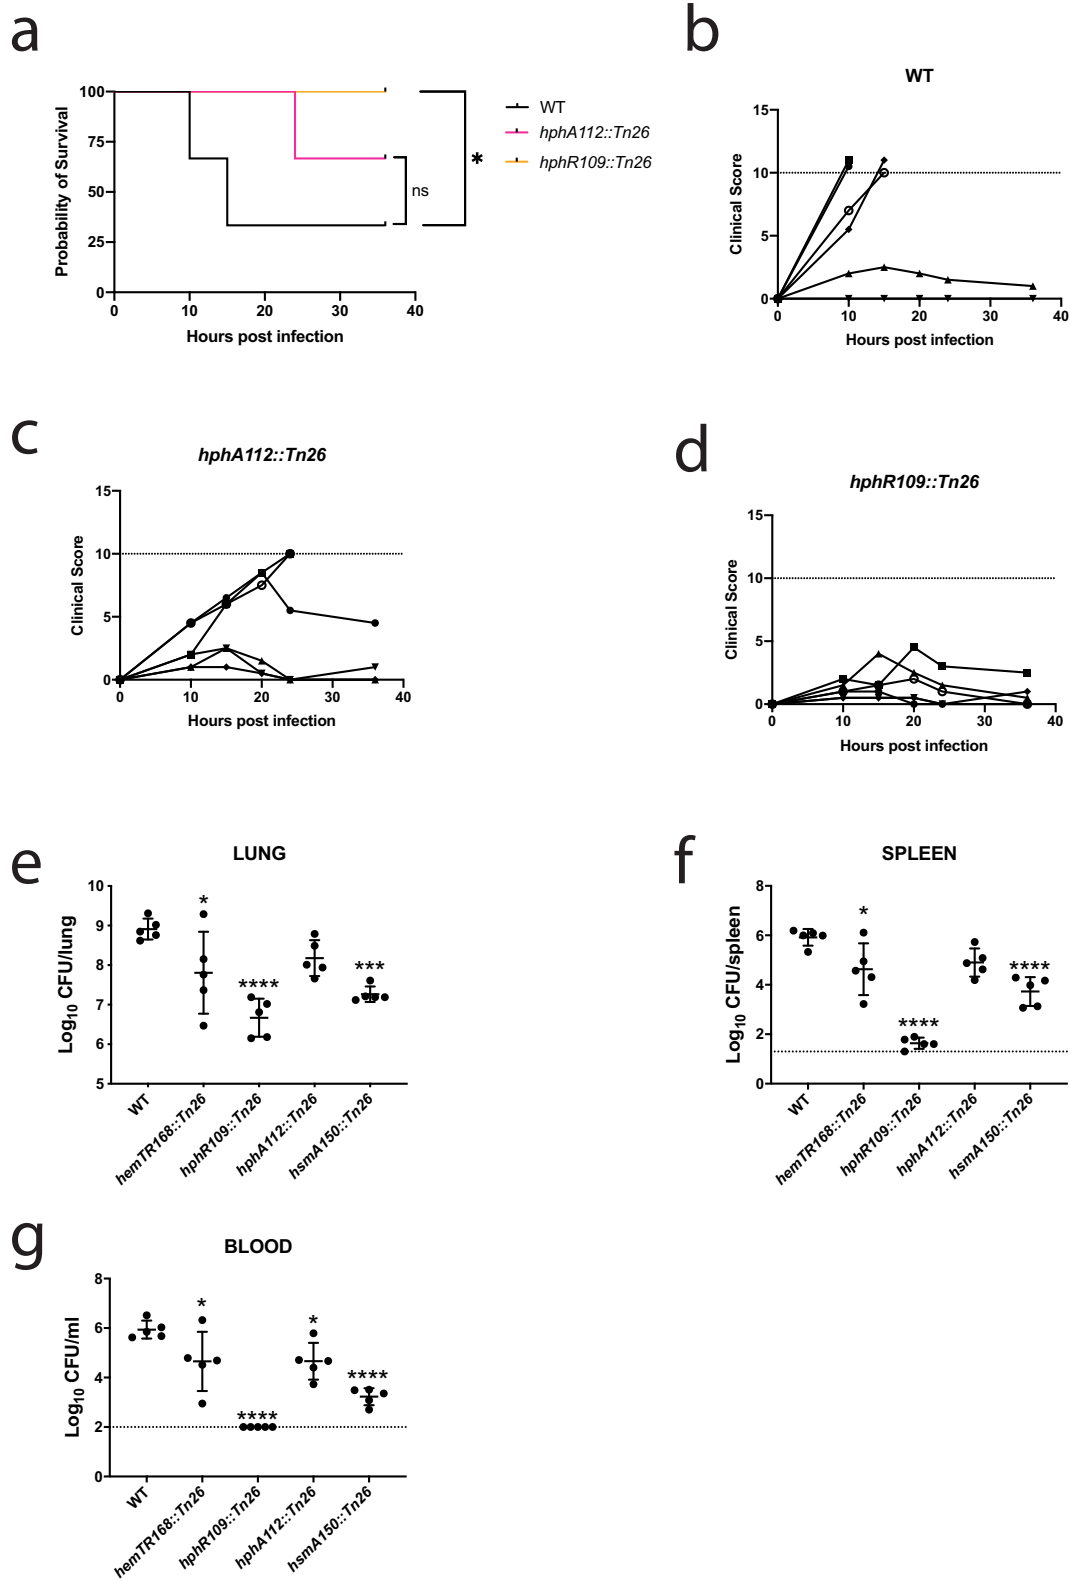 a
100
75
50
25
0
Probability of Survival
0 10 20 30 40
Hours post infection
ns
*
WT
hphA112::Tn26
hphR109::Tn26
b
WT
15
10
5
0
Clinical Score
0 10 20 30 40
Hours post infection
c
hphA112::Tn26
15
10
5
0
Clinical Score
0 10 20 30 40
Hours post infection
d
hphR109::Tn26
15
10
5
0
Clinical Score
0 10 20 30 40
Hours post infection
e
LUNG
10
9
8
7
6
5
Log10 CFU/lung
* **** ***
WT hemTR168::Tn26 hphR109::Tn26 hphA112::Tn26 hsmA150::Tn26
f
SPLEEN
8
6
4
2
0
Log10 CFU/spleen
* **** ****
WT hemTR168::Tn26 hphR109::Tn26 hphA112::Tn26 hsmA150::Tn26
g
BLOOD
8
6
4
2
0
Log10 CFU/ml
* **** * ****
WT hemTR168::Tn26 hphR109::Tn26 hphA112::Tn26 hsmA150::Tn26